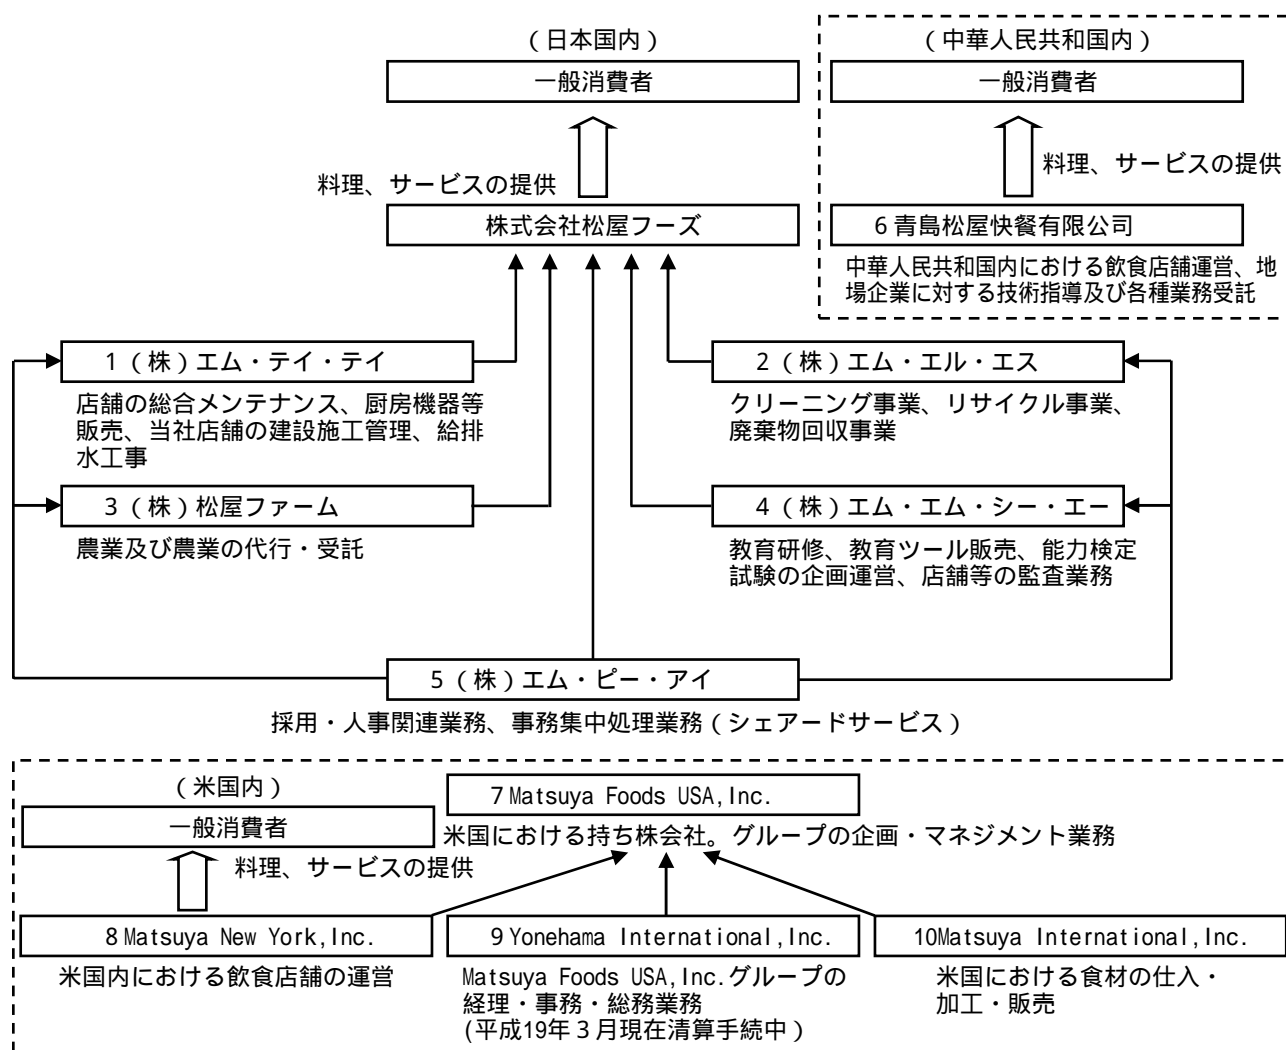 （日本国内）
一般消費者
料理、サービスの提供
株式会社松屋フーズ
（中華人民共和国内）
一般消費者
料理、サービスの提供
6 青島松屋快餐有限公司
中華人民共和国内における飲食店舗運営、地
場企業に対する技術指導及び各種業務受託
1（株）エム・テイ・テイ
店舗の総合メンテナンス、厨房機器等
販売、当社店舗の建設施工管理、給排
水工事
2（株）エム・エル・エス
クリーニング事業、リサイクル事業、
廃棄物回収事業
3（株）松屋ファーム
農業及び農業の代行・受託
4（株）エム・エム・シー・エー
教育研修、教育ツール販売、能力検定
試験の企画運営、店舗等の監査業務
5（株）エム・ピー・アイ
採用・人事関連業務、事務集中処理業務（シェアードサービス）
（米国内）
一般消費者
料理、サービスの提供
7 Matsuya Foods USA,Inc.
米国における持ち株会社。グループの企画・マネジメント業務
8 Matsuya New York,Inc.
米国内における飲食店舗の運営
9 Yonehama International,Inc.
Matsuya Foods USA,Inc.グループの
経理・事務・総務業務
(平成19年３月現在清算手続中）
10Matsuya International,Inc.
米国における食材の仕入・
加工・販売